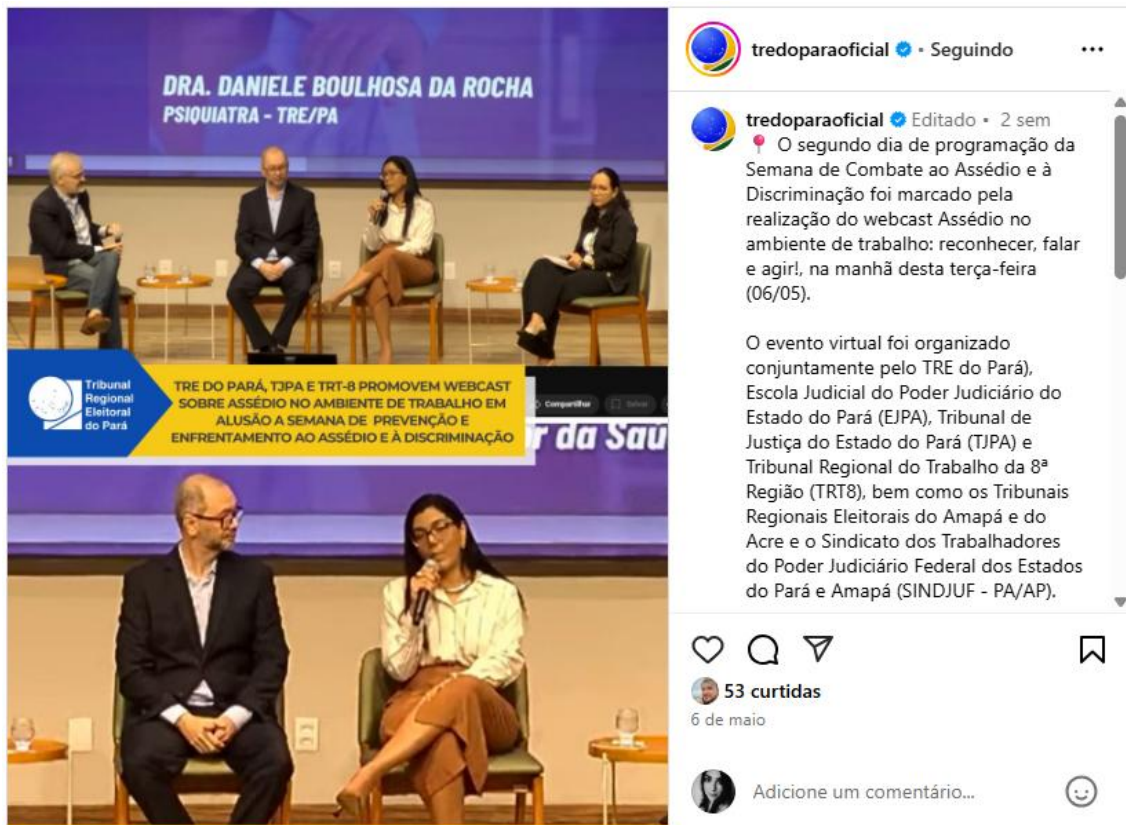 DRA. DANIELE BOULHOSA DA ROCHA
PSIQUIATRA - TRE/PA
Tribunal
Regional
Eleitoral
do Pará
TRE DO PARÁ, TJPA E TRT-8 PROMOVEM WEBCAST
SOBRE ASSÉDIO NO AMBIENTE DE TRABALHO EM
ALUSÃO A SEMANA DE PREVENÇÃO E
ENFRENTAMENTO AO ASSÉDIO E À DISCRIMINAÇÃO
Compartilhar
Salvar
or da Saú
tredoparaoficial • Seguindo
tredoparaoficial Editado • 2 sem
📍 O segundo dia de programação da
Semana de Combate ao Assédio e à
Discriminação foi marcado pela
realização do webcast Assédio no
ambiente de trabalho: reconhecer, falar
e agir!, na manhã desta terça-feira
(06/05).
O evento virtual foi organizado
conjuntamente pelo TRE do Pará),
Escola Judicial do Poder Judiciário do
Estado do Pará (EJPA), Tribunal de
Justiça do Estado do Pará (TJPA) e
Tribunal Regional do Trabalho da 8ª
Região (TRT8), bem como os Tribunais
Regionais Eleitorais do Amapá e do
Acre e o Sindicato dos Trabalhadores
do Poder Judiciário Federal dos Estados
do Pará e Amapá (SINDJUF - PA/AP).
53 curtidas
6 de maio
Adicione um comentário...